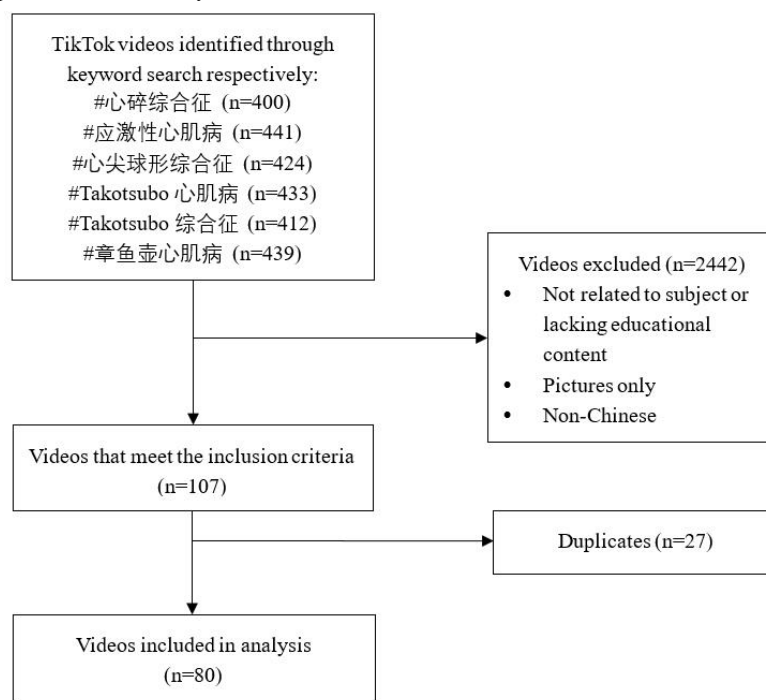 TikTok videos identified through
keyword search respectively:
#心碎综合征 (n=400)
#应激性心肌病 (n=441)
#心尖球形综合征 (n=424)
#Takotsubo 心肌病 (n=433)
#Takotsubo 综合征 (n=412)
#章鱼壶心肌病 (n=439)
Videos excluded (n=2442)
• Not related to subject or
lacking educational
content
• Pictures only
• Non-Chinese
Videos that meet the inclusion criteria
(n=107)
Duplicates (n=27)
Videos included in analysis
(n=80)